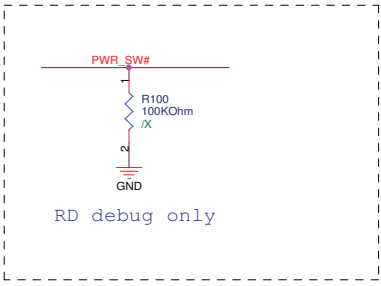 PWR_SW#
1
R100
100KOhm
/X
2
GND
RD debug only